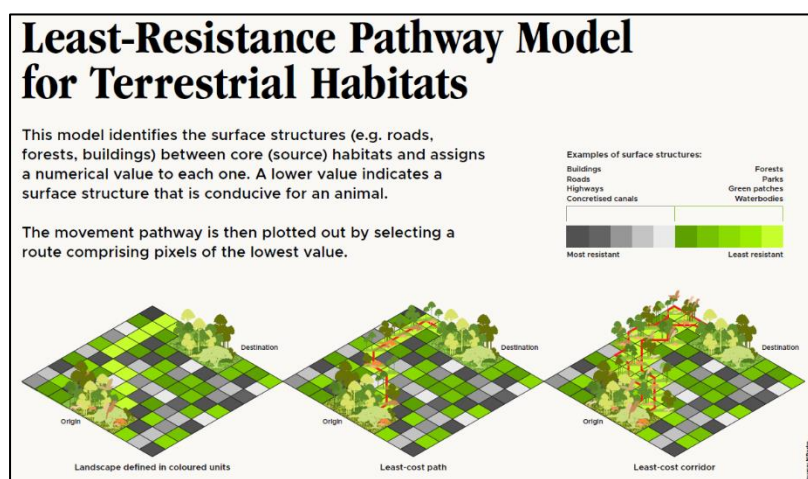 Least-Resistance Pathway Model
for Terrestrial Habitats
This model identifies the surface structures (e.g. roads,
forests, buildings) between core (source) habitats and assigns
a numerical value to each one. A lower value indicates a
surface structure that is conducive for an animal.
The movement pathway is then plotted out by selecting a
route comprising pixels of the lowest value.
Examples of surface structures:
Buildings Forests
Roads Parks
Highways Green patches
Concretised canals Waterbodies
Most resistant Least resistant
Destination
Origin
Landscape defined in coloured units
Destination
Origin
Least-cost path
Destination
Origin
Least-cost corridor